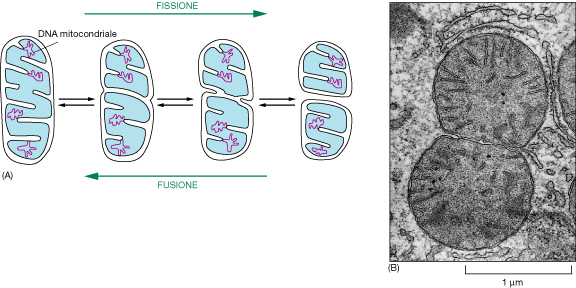 FISSIONE
DNA mitocondriale
FUSIONE
(A)
(B)
1 µm